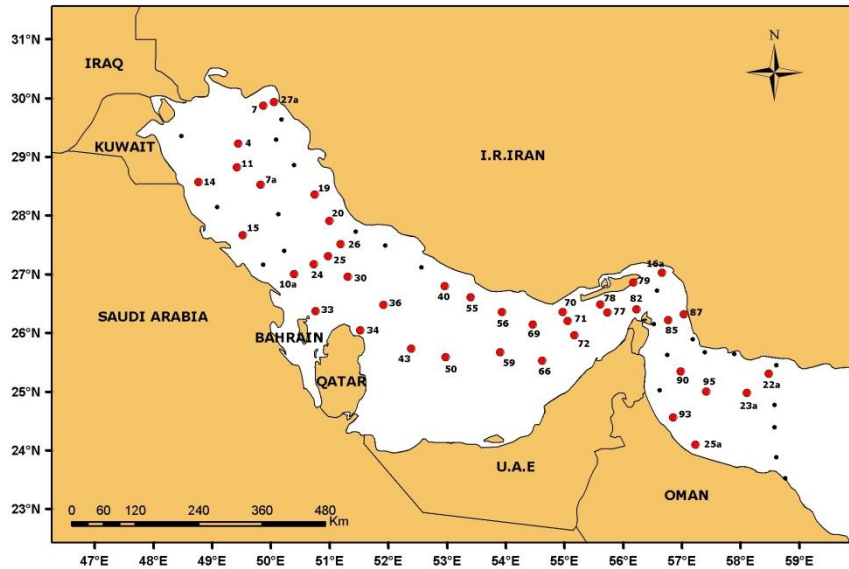 31°N
N
IRAQ
30°N
7
27a
KUWAIT
4
29°N
11
I.R.IRAN
14
7a
19
28°N
20
15
26
25
27°N
10a
24
30
16a
40
79
55
SAUDI ARABIA
33
36
70
78
82
26°N
BAHRAIN
34
56
69
71
77
85
87
72
43
50
59
66
QATAR
25°N
90
95
22a
23a
93
24°N
25a
U.A.E
OMAN
23°N
0 60 120 240 360 480
Km
47°E 48°E 49°E 50°E 51°E 52°E 53°E 54°E 55°E 56°E 57°E 58°E 59°E